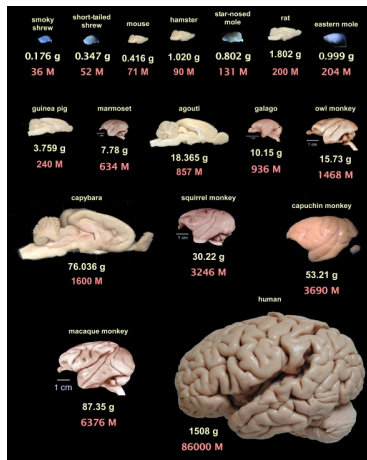 smoky
shrew
short-tailed
shrew
mouse
hamster
star-nosed
mole
rat
eastern mole
0.176 g
0.347 g
0.416 g
1.020 g
0.802 g
1.802 g
0.999 g
36 M
52 M
71 M
90 M
131 M
200 M
204 M
guinea pig
marmoset
agouti
galago
owl monkey
1 cm
3.759 g
7.78 g
18.365 g
10.15 g
15.73 g
240 M
634 M
857 M
936 M
1468 M
capybara
squirrel monkey
capuchin monkey
1 cm
76.036 g
30.22 g
53.21 g
1600 M
3246 M
3690 M
human
macaque monkey
1 cm
87.35 g
6376 M
1508 g
86000 M